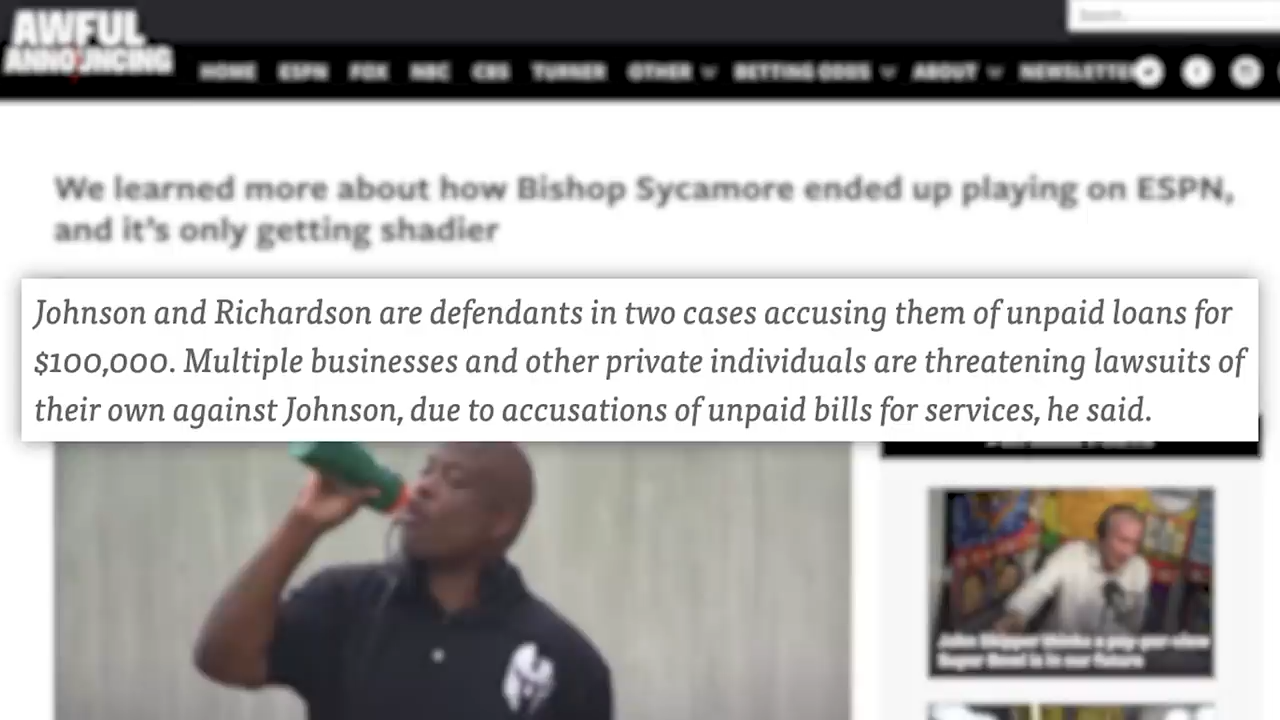 AWFUL
ANNOUNCING
Search...
HOME ESPN FOX NBC CBS TURNER OTHER BETTING ODDS ABOUT NEWSLETTE
We learned more about how Bishop Sycamore ended up playing on ESPN,
and it's only getting shadier
Johnson and Richardson are defendants in two cases accusing them of unpaid loans for
$100,000. Multiple businesses and other private individuals are threatening lawsuits of
their own against Johnson, due to accusations of unpaid bills for services, he said.
John Skipper thinks a pay-per-view
Super Bowl is in our future